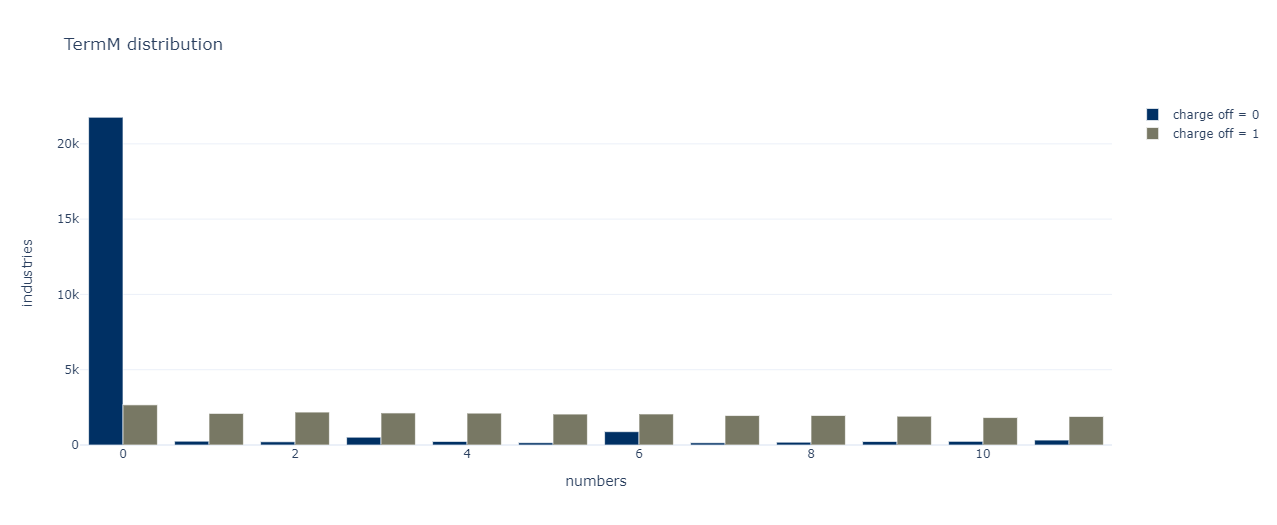 TermM distribution
charge off = 0
charge off = 1
20k
15k
10k
5k
0
industries
0 2 4 6 8 10
numbers